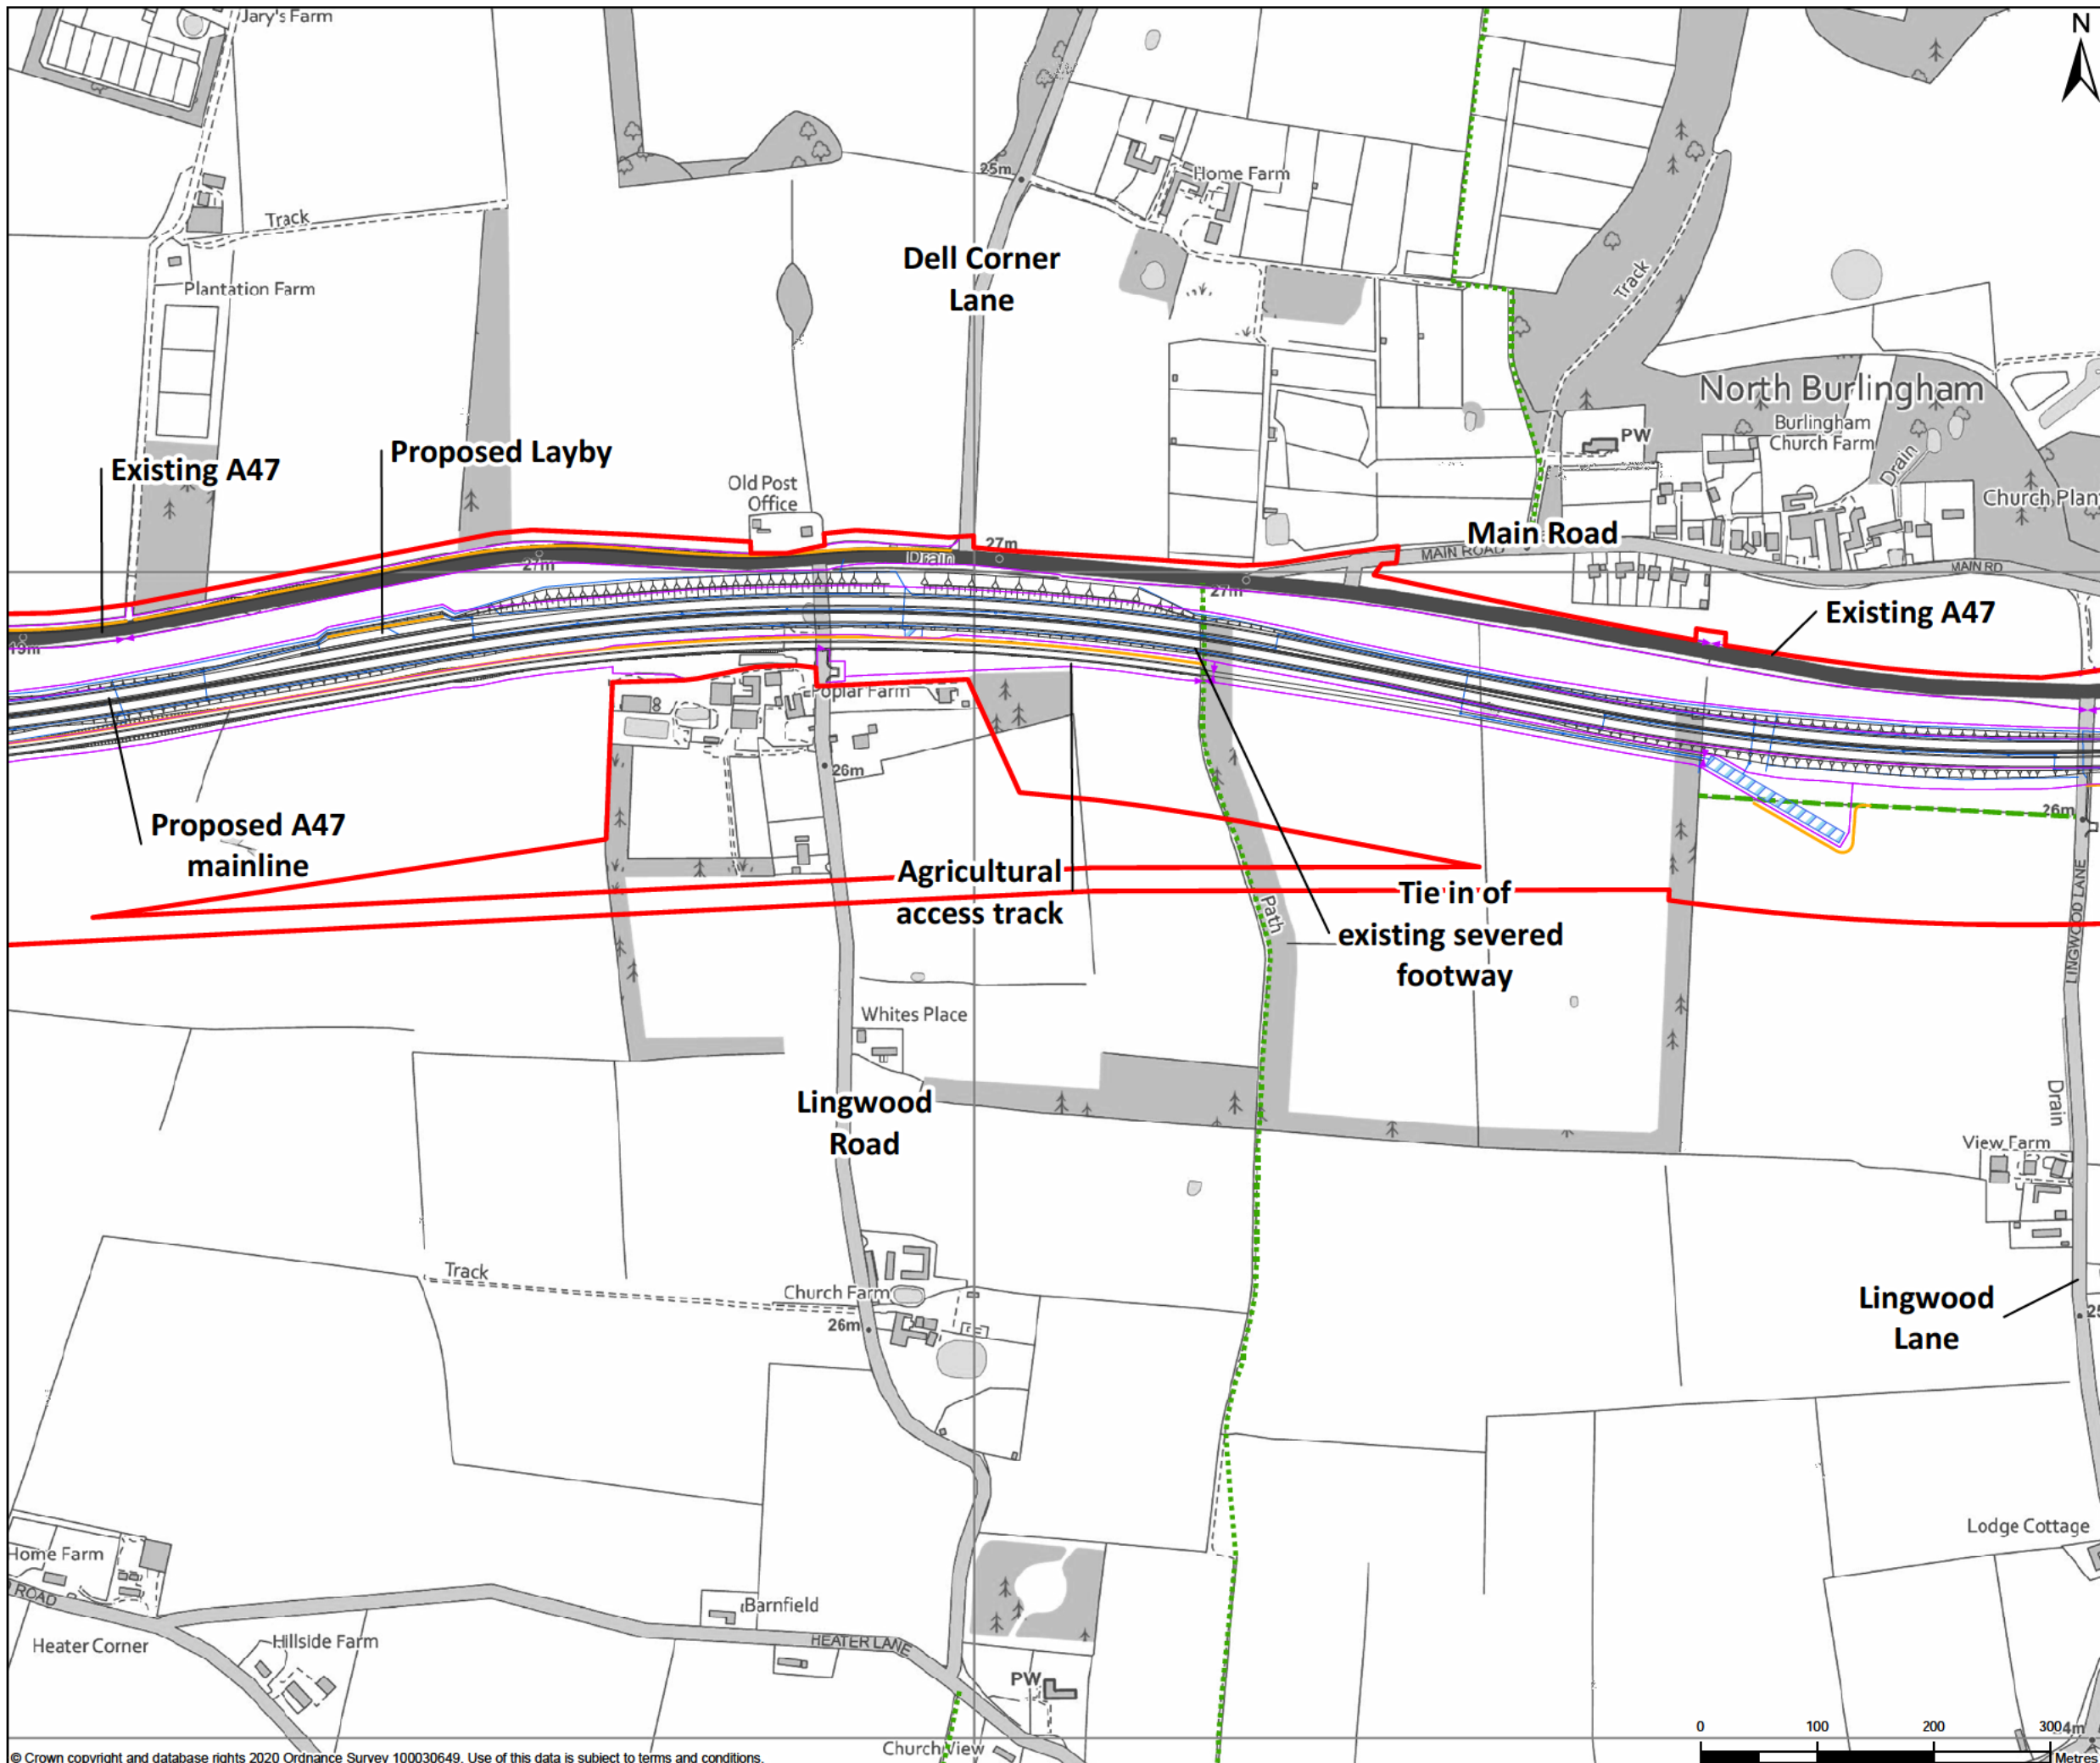 Jary's Farm
N
25m
Home Farm
Track
Dell Corner
Lane
Track
Plantation Farm
North Burlingham
Burlingham
Church Farm
PW
Drain
Existing A47
Proposed Layby
Old Post
Office
Church Plan
Main Road
MAIN ROAD
Drain
27m
27m
MAIN RD
27m
Existing A47
19m
Poplar Farm
26m
26m
Proposed A47
mainline
Agricultural
access track
Tie in of
existing severed
footway
Path
LINGWOOD LANE
Whites Place
Lingwood
Road
Drain
View Farm
Track
Church Farm
26m
Lingwood
Lane
25
Lodge Cottage
Home Farm
ROAD
Barnfield
Heater Corner
Hillside Farm
HEATER LANE
PW
Church View
0 100 200 300
4m
Metres
© Crown copyright and database rights 2020 Ordnance Survey 100030649. Use of this data is subject to terms and conditions.